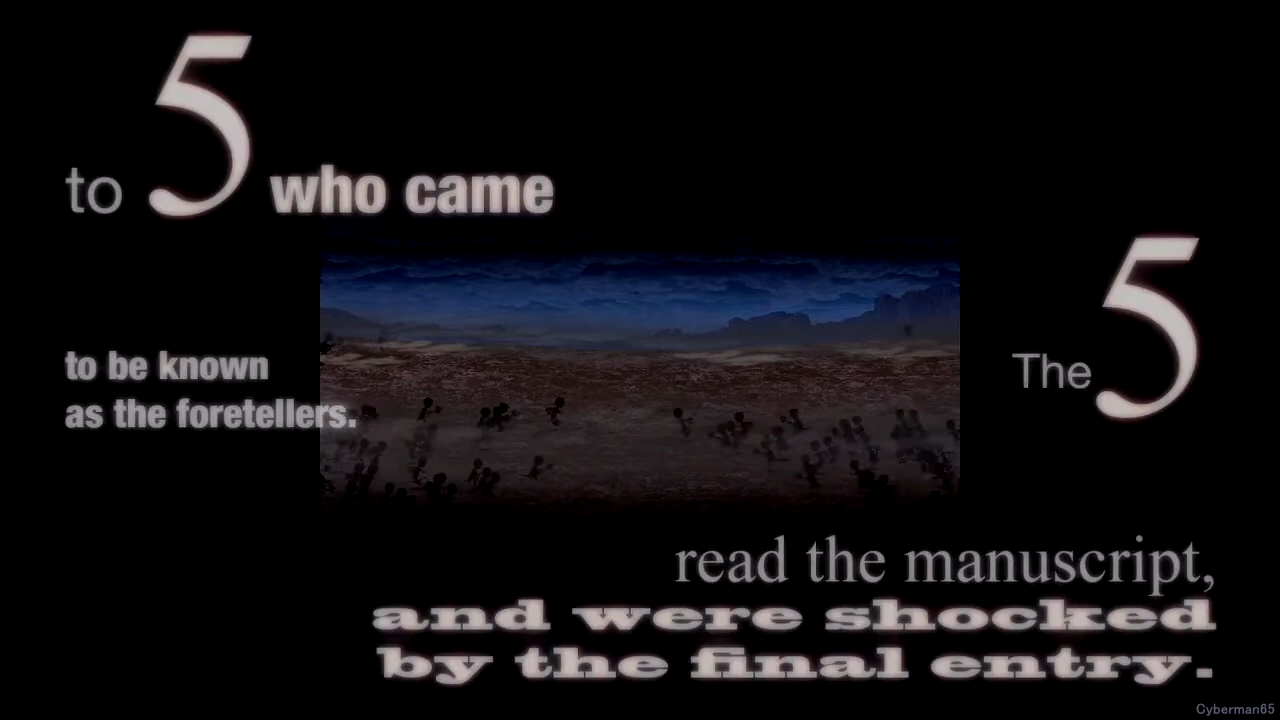 to 5 who came
to be known
as the foretellers.
The 5
read the manuscript,
and were shocked
by the final entry.
Cyberman65